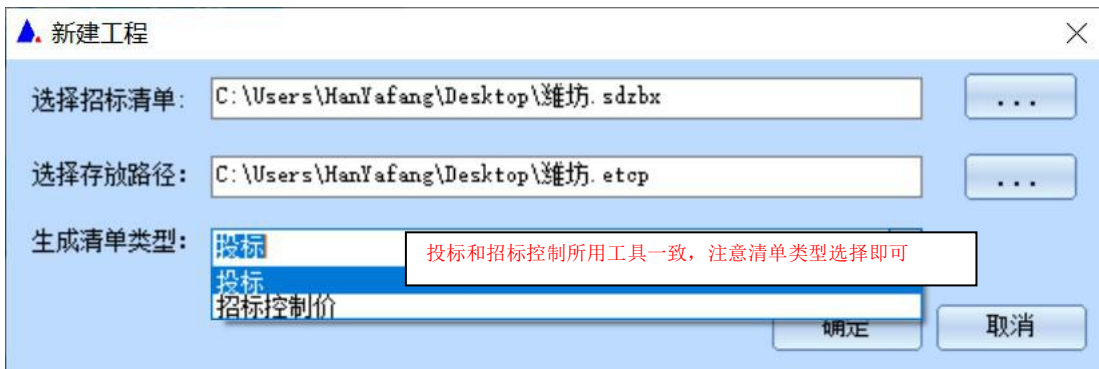 新建工程
选择招标清单: C:\Users\HanYafang\Desktop\潍坊.sdzbx ...
选择存放路径: C:\Users\HanYafang\Desktop\潍坊.etcp ...
生成清单类型: 投标
投标和招标控制所用工具一致，注意清单类型选择即可
投标
招标控制价
确定 取消